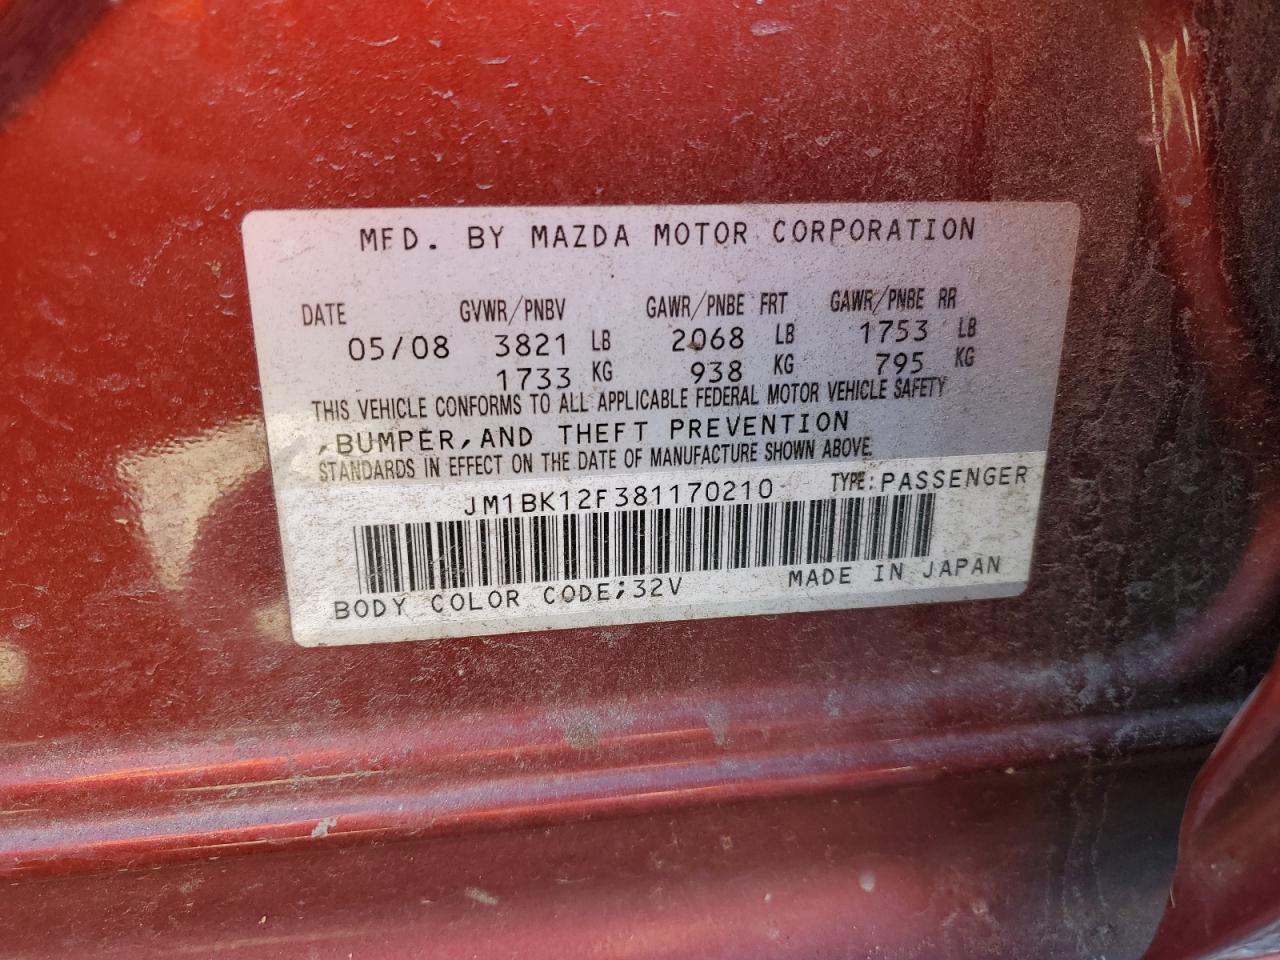 MFD. BY MAZDA MOTOR CORPORATION
DATE GVWR/PNBV GAWR/PNBE FRT GAWR/PNBE RR
05/08 3821 LB 2068 LB 1753 LB
1733 KG 938 KG 795 KG
THIS VEHICLE CONFORMS TO ALL APPLICABLE FEDERAL MOTOR VEHICLE SAFETY
,BUMPER,AND THEFT PREVENTION
STANDARDS IN EFFECT ON THE DATE OF MANUFACTURE SHOWN ABOVE.
JM1BK12F381170210 TYPE:PASSENGER
BODY COLOR CODE;32V MADE IN JAPAN